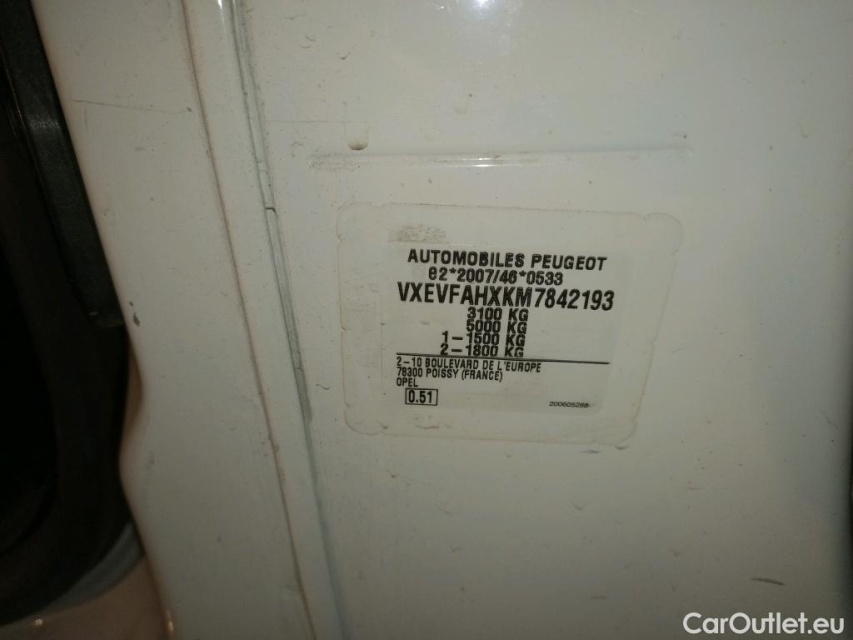 AUTOMOBILES PEUGEOT
e2*2007/46*0533
VXEVFAHXKM7842193
3100 KG
5000 KG
1-1500 KG
2-1800 KG
2-10 BOULEVARD DE L'EUROPE
78300 POISSY (FRANCE)
OPEL
0.51
CarOutlet.eu